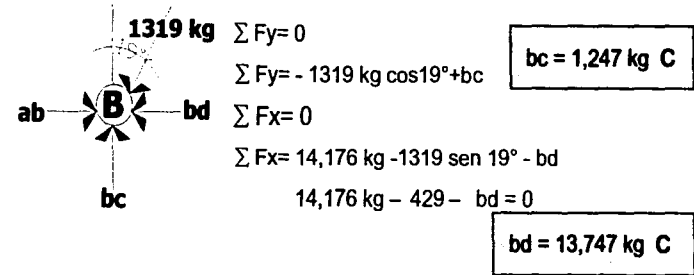 1319 kg
19°
B
ab
bd
bc
∑ Fy= 0
∑ Fy= - 1319 kg cos19°+bc
∑ Fx= 0
∑ Fx= 14,176 kg -1319 sen 19° - bd
14,176 kg – 429 – bd = 0
bc = 1,247 kg C
bd = 13,747 kg C